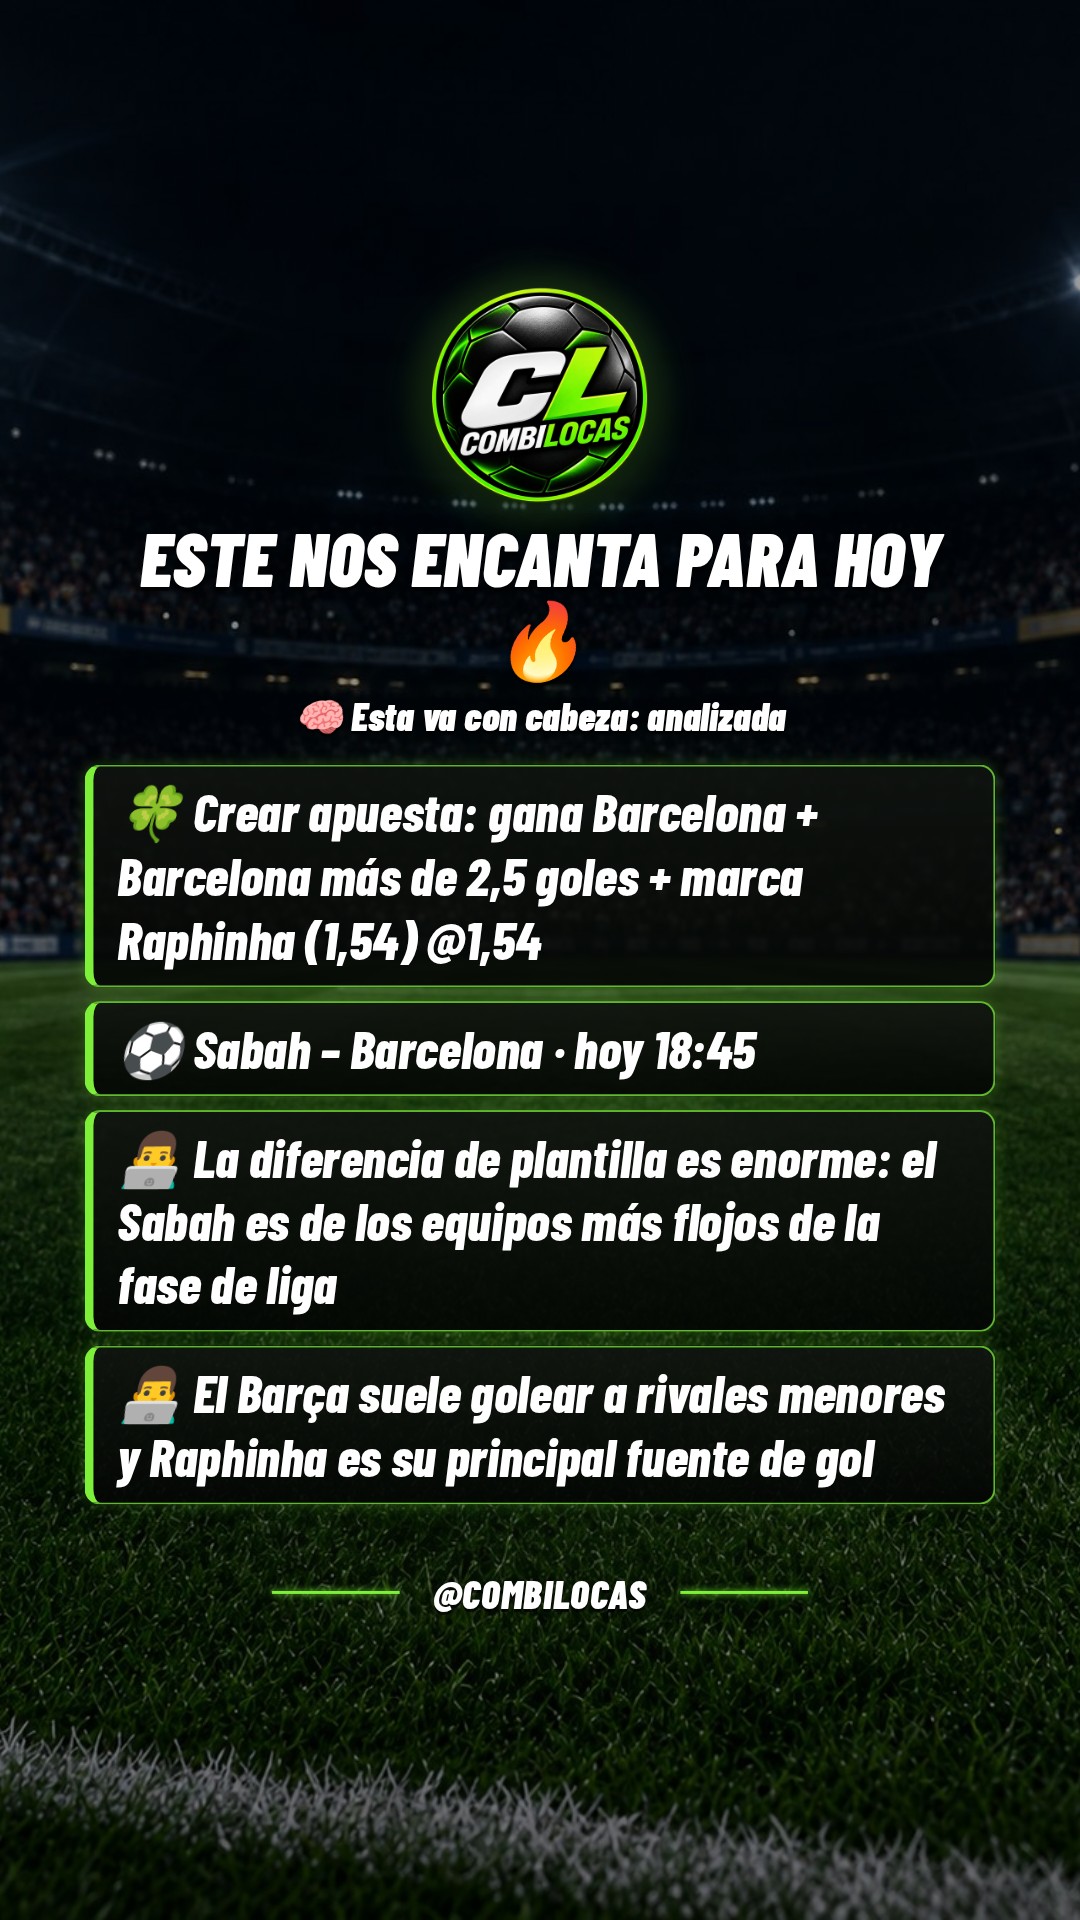 CL
COMBILOCAS
ESTE NOS ENCANTA PARA HOY
🔥
🧠 Esta va con cabeza: analizada
🍀 Crear apuesta: gana Barcelona +
Barcelona más de 2,5 goles + marca
Raphinha (1,54) @1,54
⚽ Sabah – Barcelona · hoy 18:45
👨‍💻 La diferencia de plantilla es enorme: el
Sabah es de los equipos más flojos de la
fase de liga
👨‍💻 El Barça suele golear a rivales menores
y Raphinha es su principal fuente de gol
@COMBILOCAS